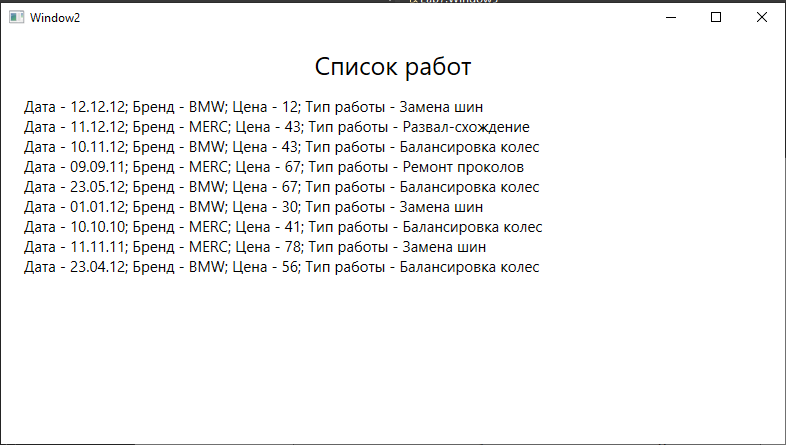 Window2
Список работ
Дата - 12.12.12; Бренд - BMW; Цена - 12; Тип работы - Замена шин
Дата - 11.12.12; Бренд - MERC; Цена - 43; Тип работы - Развал-схождение
Дата - 10.11.12; Бренд - BMW; Цена - 43; Тип работы - Балансировка колес
Дата - 09.09.11; Бренд - MERC; Цена - 67; Тип работы - Ремонт проколов
Дата - 23.05.12; Бренд - BMW; Цена - 67; Тип работы - Балансировка колес
Дата - 01.01.12; Бренд - BMW; Цена - 30; Тип работы - Замена шин
Дата - 10.10.10; Бренд - MERC; Цена - 41; Тип работы - Балансировка колес
Дата - 11.11.11; Бренд - MERC; Цена - 78; Тип работы - Замена шин
Дата - 23.04.12; Бренд - BMW; Цена - 56; Тип работы - Балансировка колес